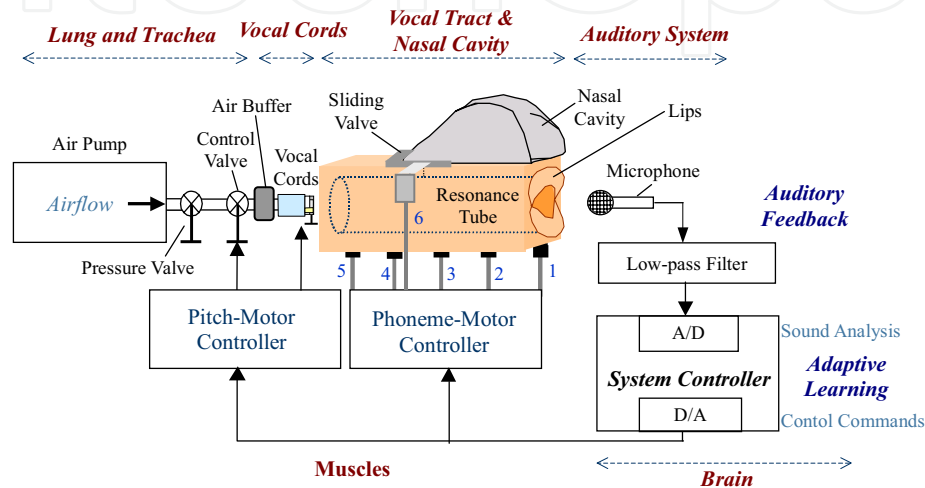 Lung and Trachea
Vocal Cords
Vocal Tract &
Nasal Cavity
Auditory System
Air Pump
Airflow
Pressure Valve
Control
Valve
Air Buffer
Vocal
Cords
Sliding
Valve
Nasal
Cavity
Lips
Resonance
Tube
Microphone
Auditory
Feedback
6
5
4
3
2
1
Low-pass Filter
Pitch-Motor
Controller
Phoneme-Motor
Controller
A/D
Sound Analysis
System Controller
Adaptive
Learning
D/A
Contol Commands
Muscles
Brain